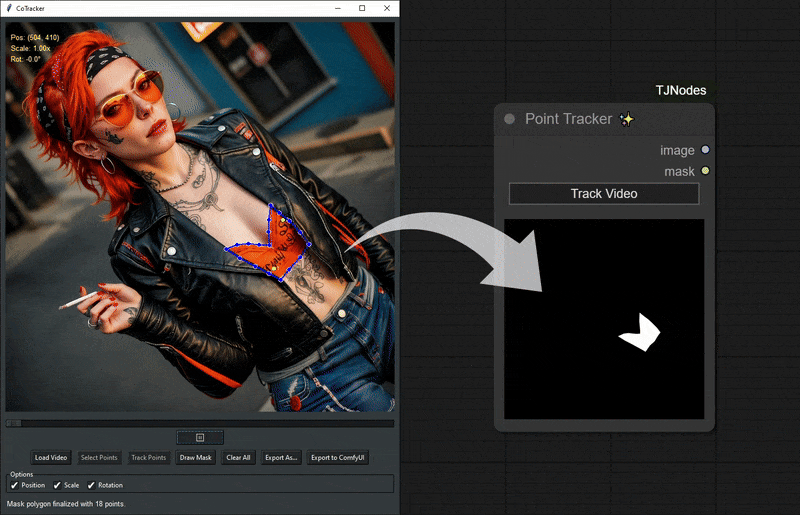 CoTracker
Pos: (504, 410)
Scale: 1.00x
Rot: -0.0°
Load Video
Select Points
Track Points
Draw Mask
Clear All
Export As...
Export to ComfyUI
Options
Position
Scale
Rotation
Mask polygon finalized with 18 points.
TJNodes
Point Tracker
image
mask
Track Video